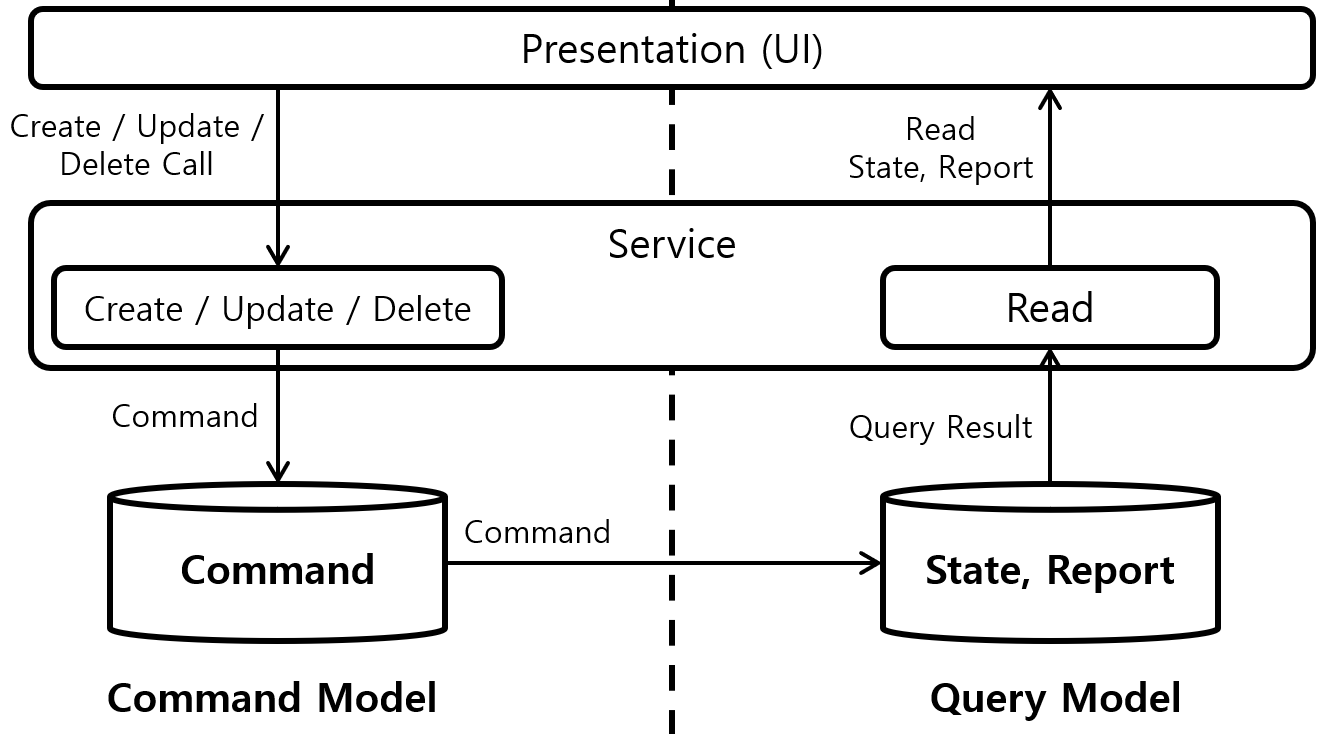 Presentation (UI)
Create / Update /
Delete Call
Read
State, Report
Service
Create / Update / Delete
Read
Command
Query Result
Command
Command
State, Report
Command Model
Query Model